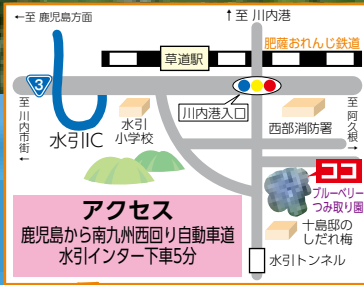 ←至 鹿児島方面
↑至 川内港
肥薩おれんじ鉄道
草道駅
3
至川内市街↓
水引IC
水引
小学校
川内港入口
西部消防署
至阿久根→
ココ
ブルーベリー
つみ取り園
十島邸の
しだれ梅
水引トンネル
アクセス
鹿児島から南九州西回り自動車道
水引インター下車5分